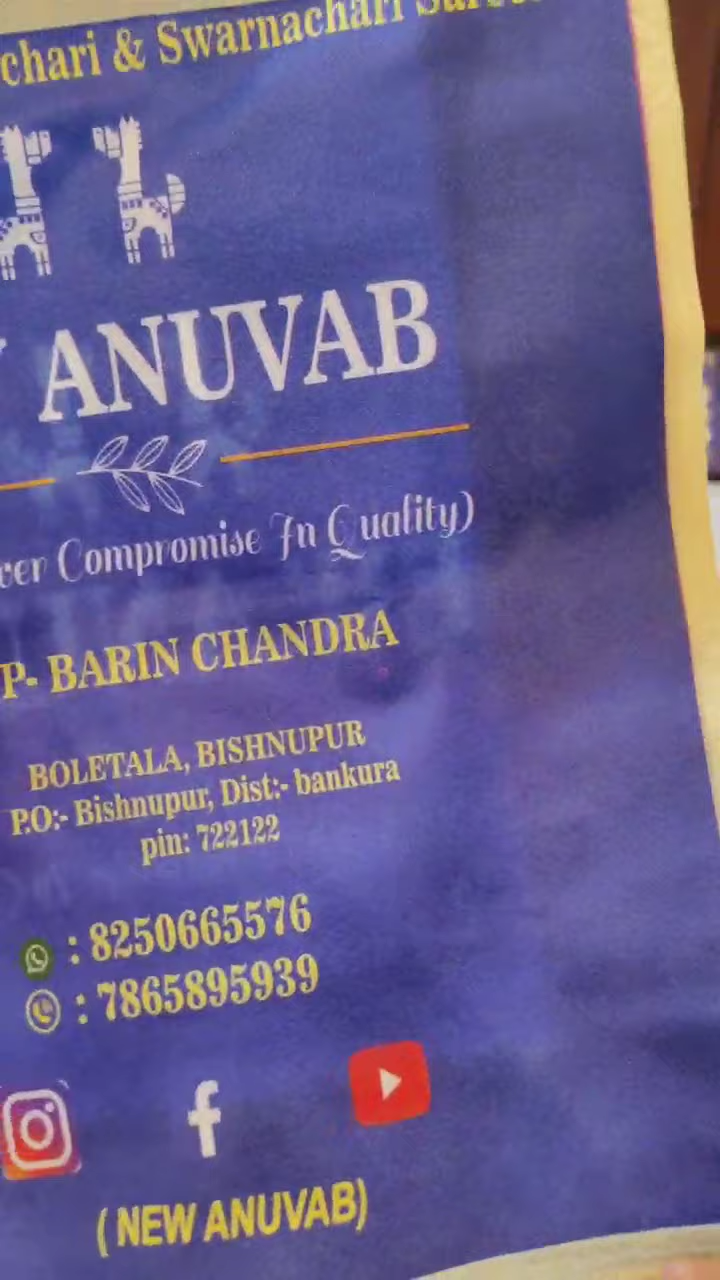 chari & Swarnachari
ANUVAB
Compromise In Quality)
P- BARIN CHANDRA
BOLETALA, BISHNUPUR
P.O:- Bishnupur, Dist:- bankura
pin: 722122
: 8250665576
: 7865895939
( NEW ANUVAB)